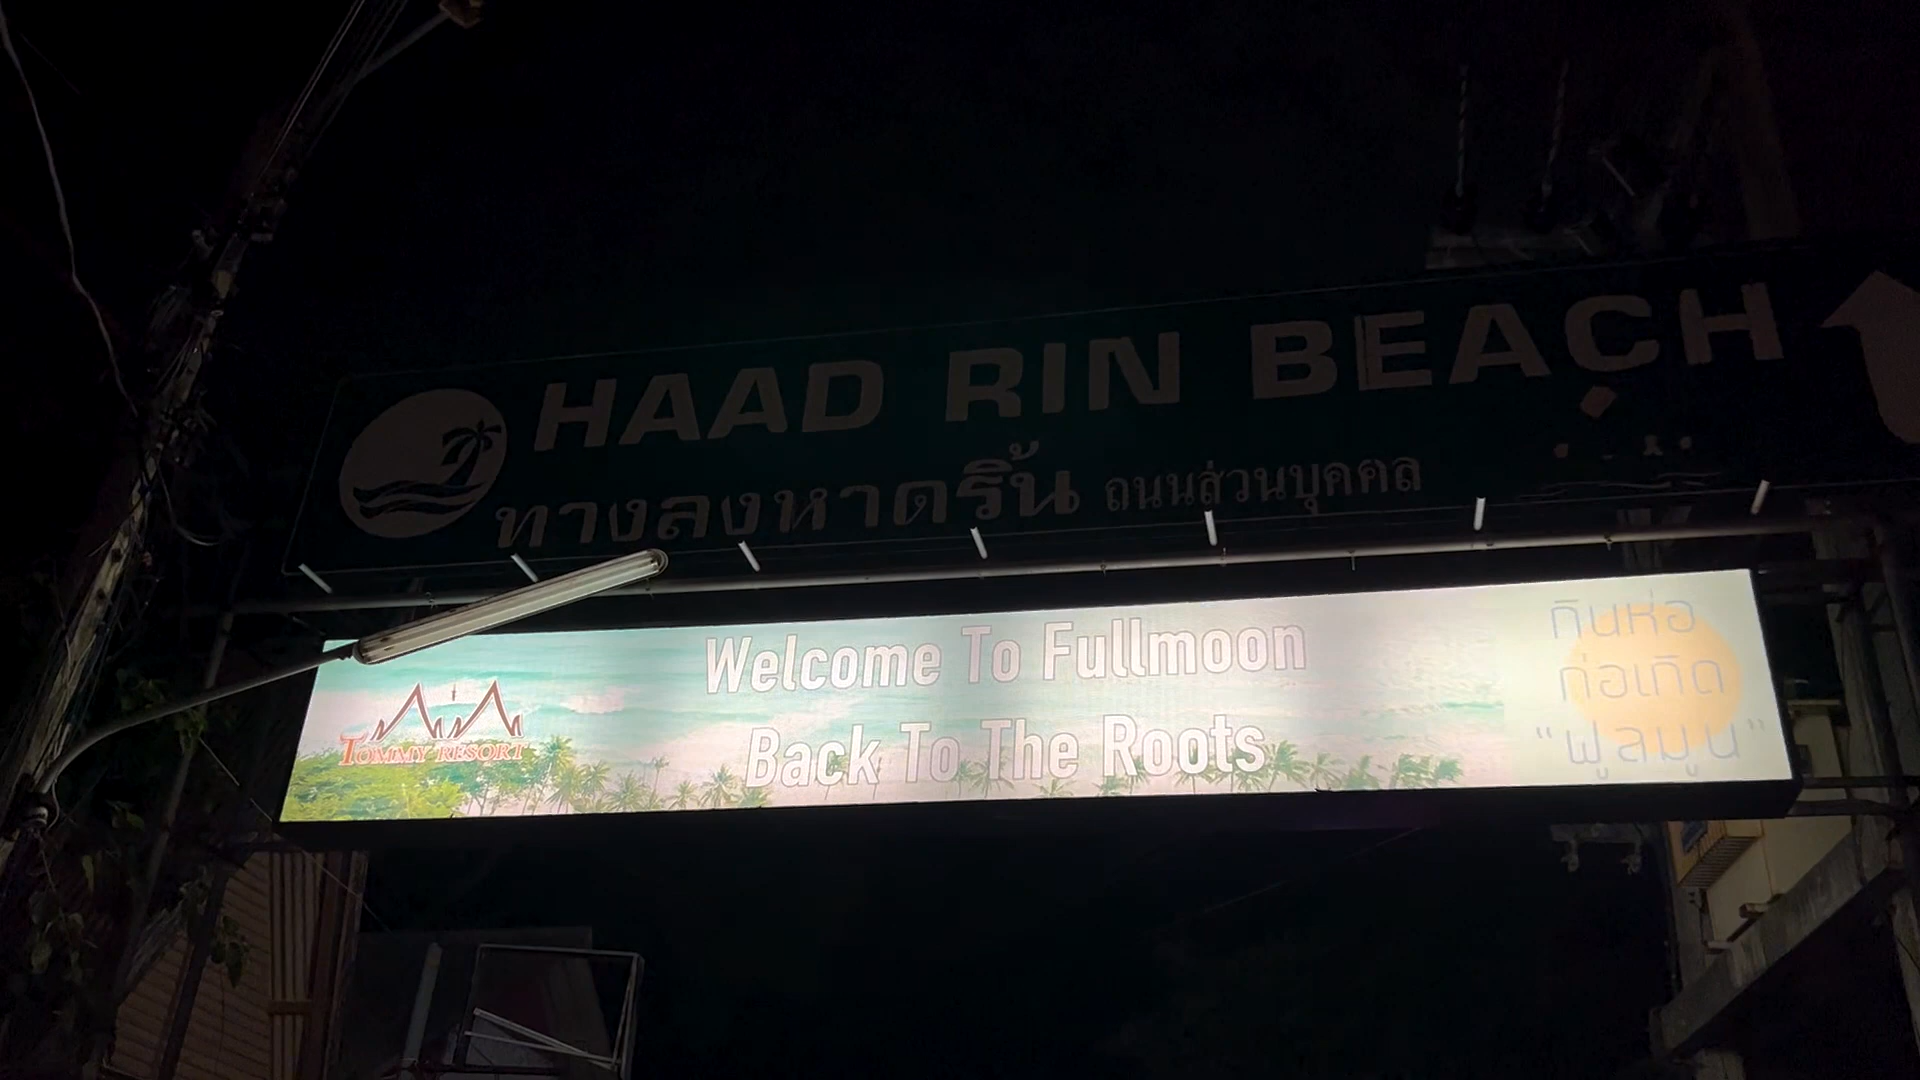 HAAD RIN BEACH
ทางลงหาดริ้น ถนนส่วนบุคคล
Welcome To Fullmoon
Back To The Roots
TOMMY RESORT
ถิ่นห่อ
ก่อเกิด
“ฟูลมูน”